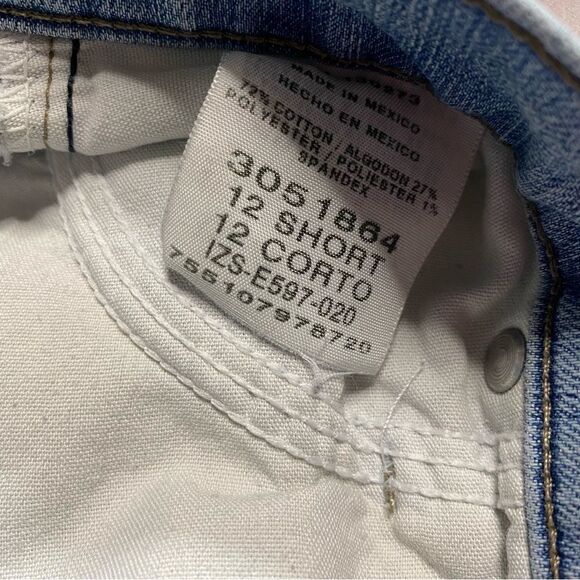 MADE IN MEXICO
HECHO EN MEXICO
72% COTTON / ALGODON 27%
POLYESTER / POLIESTER 1%
SPANDEX
3051864
12 SHORT
12 CORTO
IZS-E597-020
755107978720